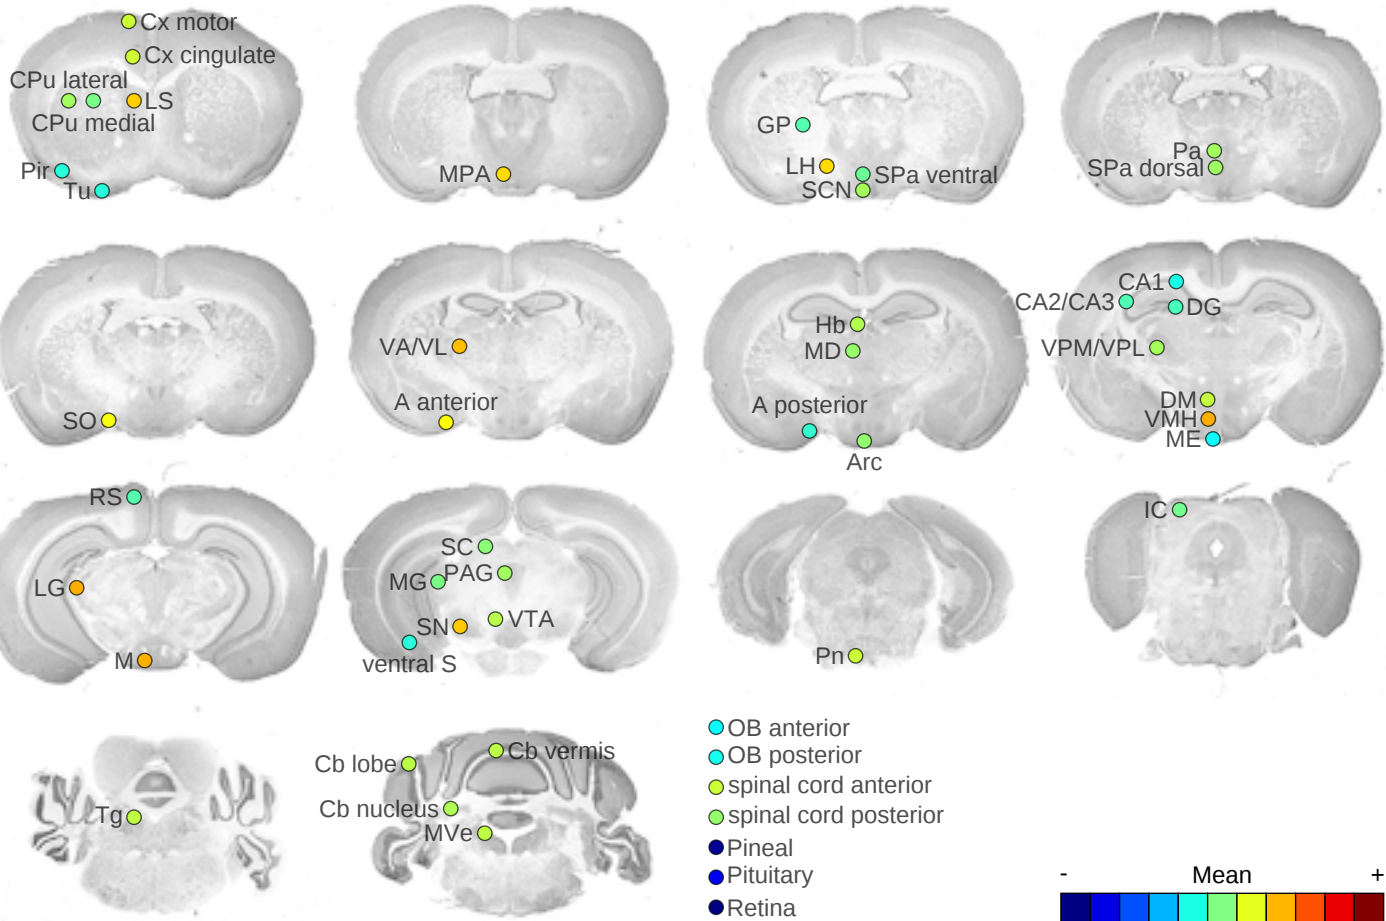 Cx motor
Cx cingulate
CPu lateral
LS
CPu medial
Pir
Tu
MPA
GP
LH
SPa ventral
SCN
Pa
SPa dorsal
SO
VA/VL
A anterior
Hb
MD
A posterior
Arc
CA1
CA2/CA3
DG
VPM/VPL
DM
VMH
ME
RS
LG
M
SC
PAG
MG
VTA
SN
ventral S
Pn
IC
Tg
Cb lobe
Cb vermis
Cb nucleus
MVe
OB anterior
OB posterior
spinal cord anterior
spinal cord posterior
Pineal
Pituitary
Retina
- Mean +